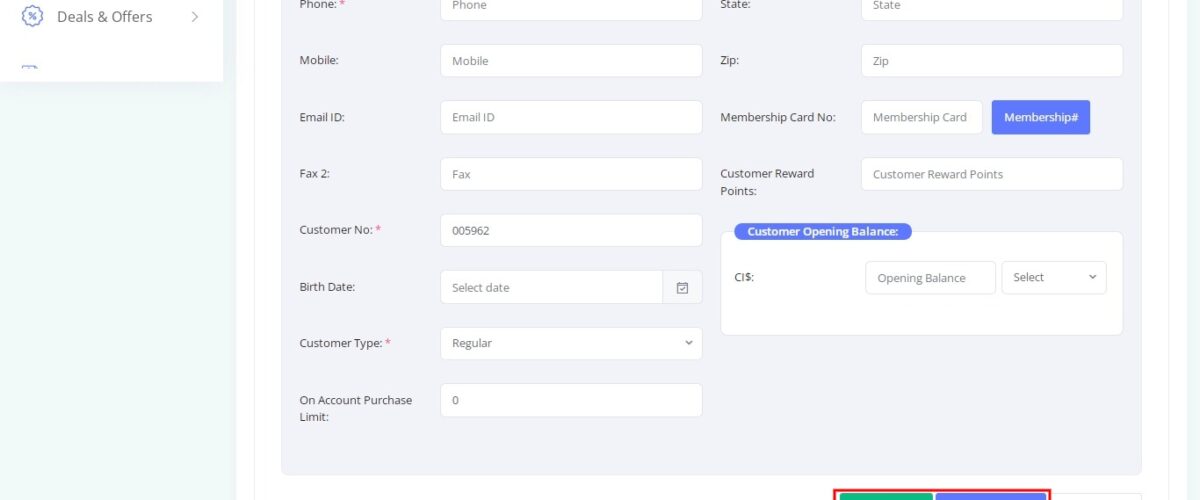 Deals & Offers
Phone: * Phone State: State
Mobile: Mobile Zip: Zip
Email ID: Email ID Membership Card No: Membership Card Membership#
Fax 2: Fax Customer Reward Points: Customer Reward Points
Customer No: * 005962
Customer Opening Balance:
Birth Date: Select date CI$: Opening Balance Select
Customer Type: * Regular
On Account Purchase Limit: 0